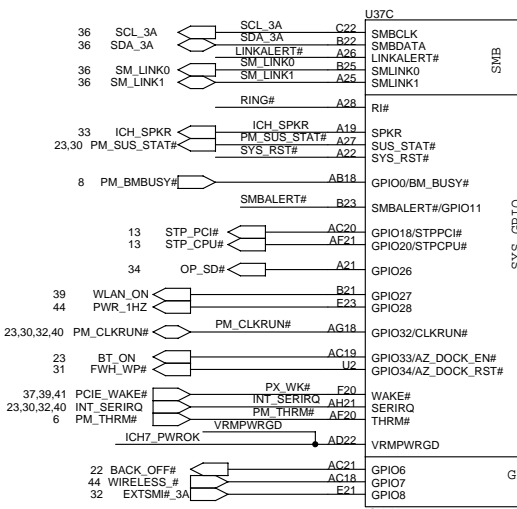 U37C
36 SCL_3A SCL_3A C22 SMBCLK
36 SDA_3A SDA_3A B22 SMBDATA
LINKALERT# A26 LINKALERT#
36 SM_LINK0 SM_LINK0 B25 SMLINK0
36 SM_LINK1 SM_LINK1 A25 SMLINK1
SMB
RING# A28 RI#
33 ICH_SPKR ICH_SPKR A19 SPKR
23,30 PM_SUS_STAT# PM_SUS_STAT# A27 SUS_STAT#
SYS_RST# A22 SYS_RST#
8 PM_BMBUSY# AB18 GPIO0/BM_BUSY#
SMBALERT# B23 SMBALERT#/GPIO11
13 STP_PCI# AC20 GPIO18/STPPCI#
13 STP_CPU# AF21 GPIO20/STPCPU#
SYS GPIO
34 OP_SD# A21 GPIO26
39 WLAN_ON B21 GPIO27
44 PWR_1HZ E23 GPIO28
23,30,32,40 PM_CLKRUN# PM_CLKRUN# AG18 GPIO32/CLKRUN#
23 BT_ON AC19 GPIO33/AZ_DOCK_EN#
31 FWH_WP# U2 GPIO34/AZ_DOCK_RST#
37,39,41 PCIE_WAKE# PX_WK# F20 WAKE#
23,30,32,40 INT_SERIRQ INT_SERIRQ AH21 SERIRQ
6 PM_THRM# PM_THRM# AF20 THRM#
VRMPWRGD
ICH7_PWROK AD22 VRMPWRGD
22 BACK_OFF# AC21 GPIO6
44 WIRELESS_# AC18 GPIO7
32 EXTSMI#_3A E21 GPIO8
G